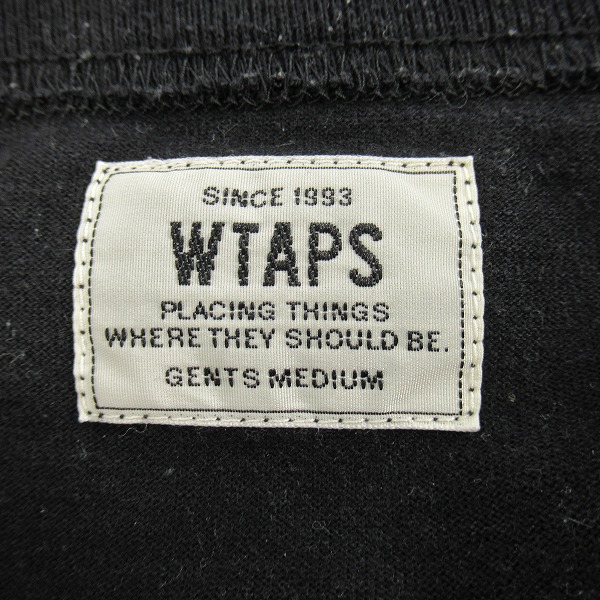 SINCE 1993
WTAPS
PLACING THINGS
WHERE THEY SHOULD BE.
GENTS MEDIUM